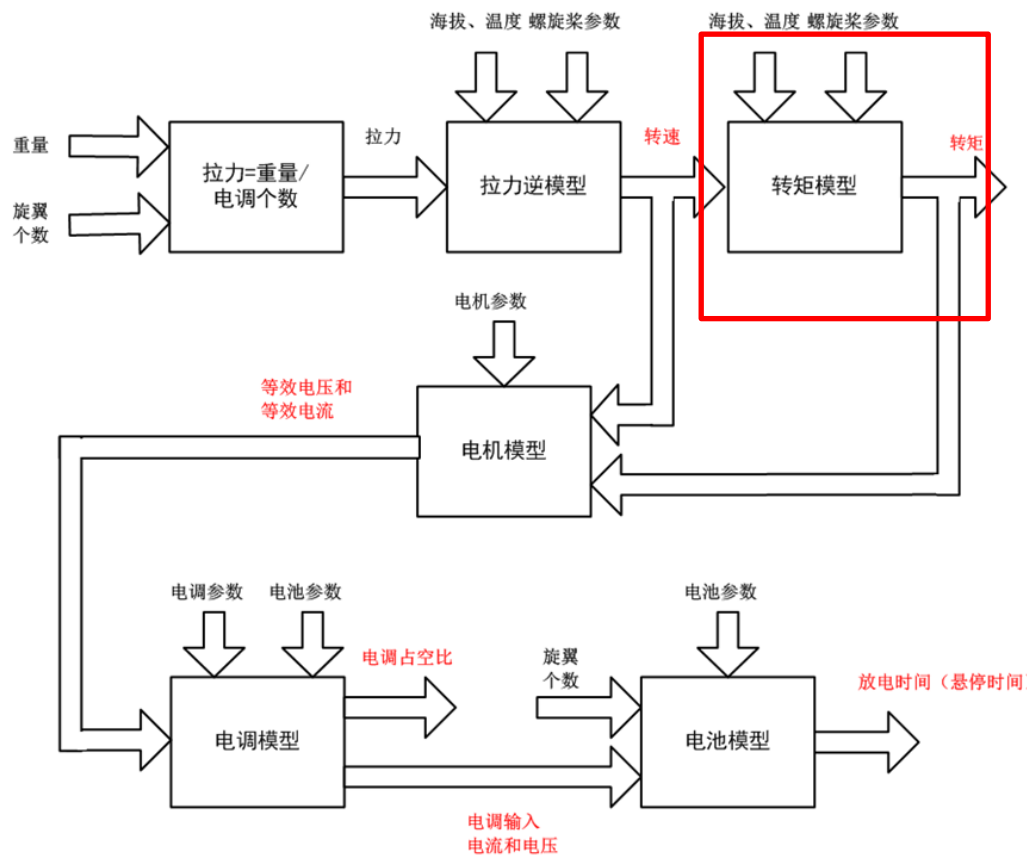 海拔、温度 螺旋桨参数
海拔、温度 螺旋桨参数
重量
旋翼
个数
拉力=重量/
电调个数
拉力
拉力逆模型
转速
转矩模型
转矩
电机参数
等效电压和
等效电流
电机模型
电调参数
电池参数
电调模型
电调占空比
旋翼
个数
电池参数
电池模型
放电时间（悬停时间
电调输入
电流和电压